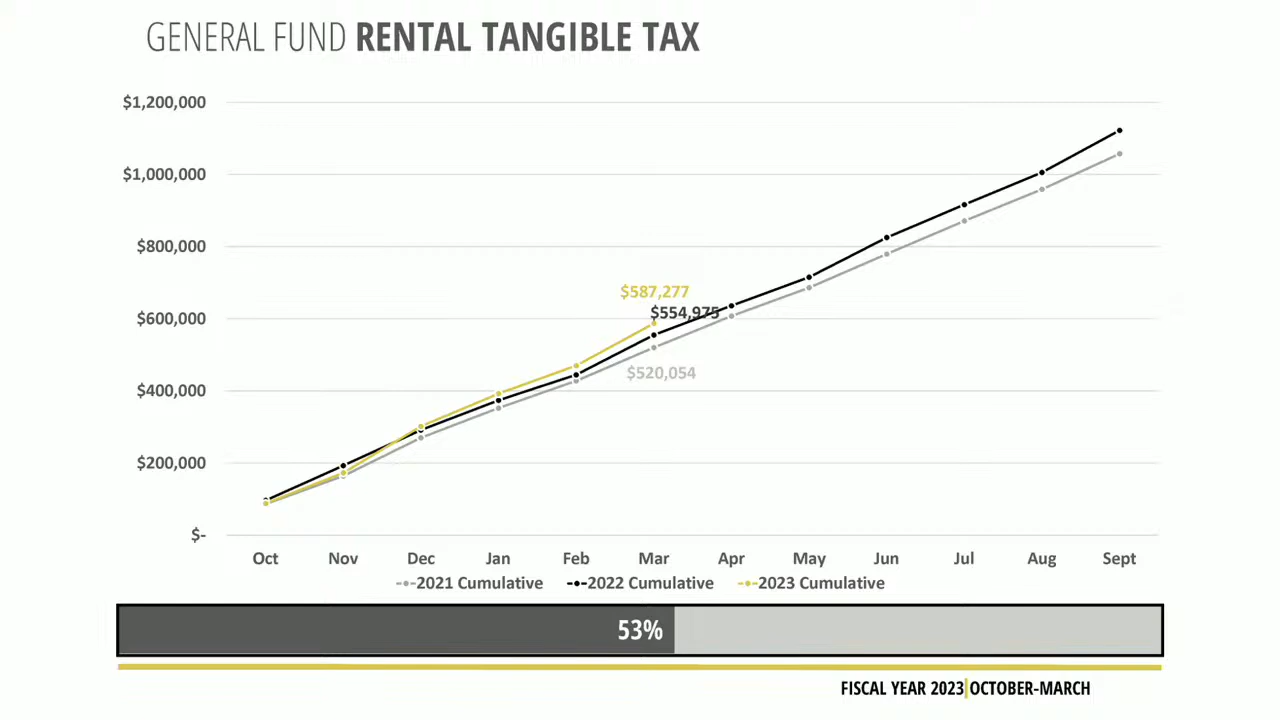 GENERAL FUND RENTAL TANGIBLE TAX
$1,200,000
$1,000,000
$800,000
$600,000
$400,000
$200,000
$-
$587,277
$554,975
$520,054
Oct Nov Dec Jan Feb Mar Apr May Jun Jul Aug Sept
2021 Cumulative 2022 Cumulative 2023 Cumulative
53%
FISCAL YEAR 2023 OCTOBER-MARCH